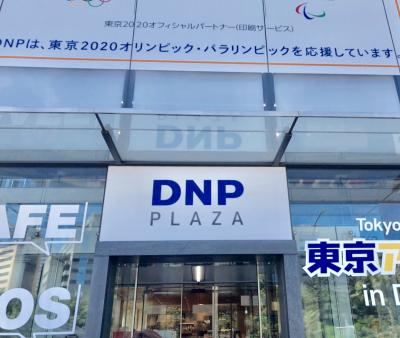 東京2020オフィシャルパートナー(印刷サービス)
DNPは、東京2020オリンピック・パラリンピックを応援しています。
DNP
DNP
PLAZA
AFE
OS
Tokyo
東京ア
in D